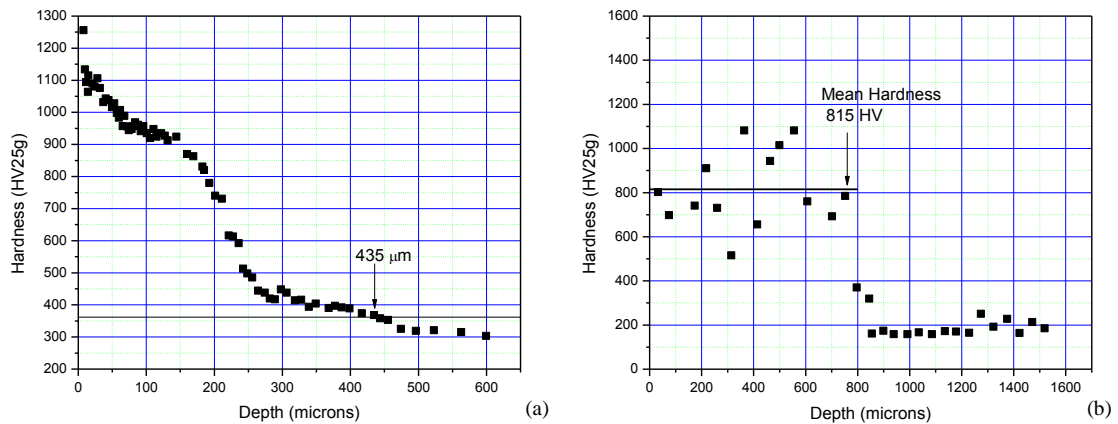 1300
1200
1100
1000
900
800
700
600
500
400
300
200
Hardness (HV25g)
435 μm
0 100 200 300 400 500 600
Depth (microns)
(a)
1600
1400
1200
1000
800
600
400
200
0
Hardness (HV25g)
Mean Hardness
815 HV
0 200 400 600 800 1000 1200 1400 1600
Depth (microns)
(b)